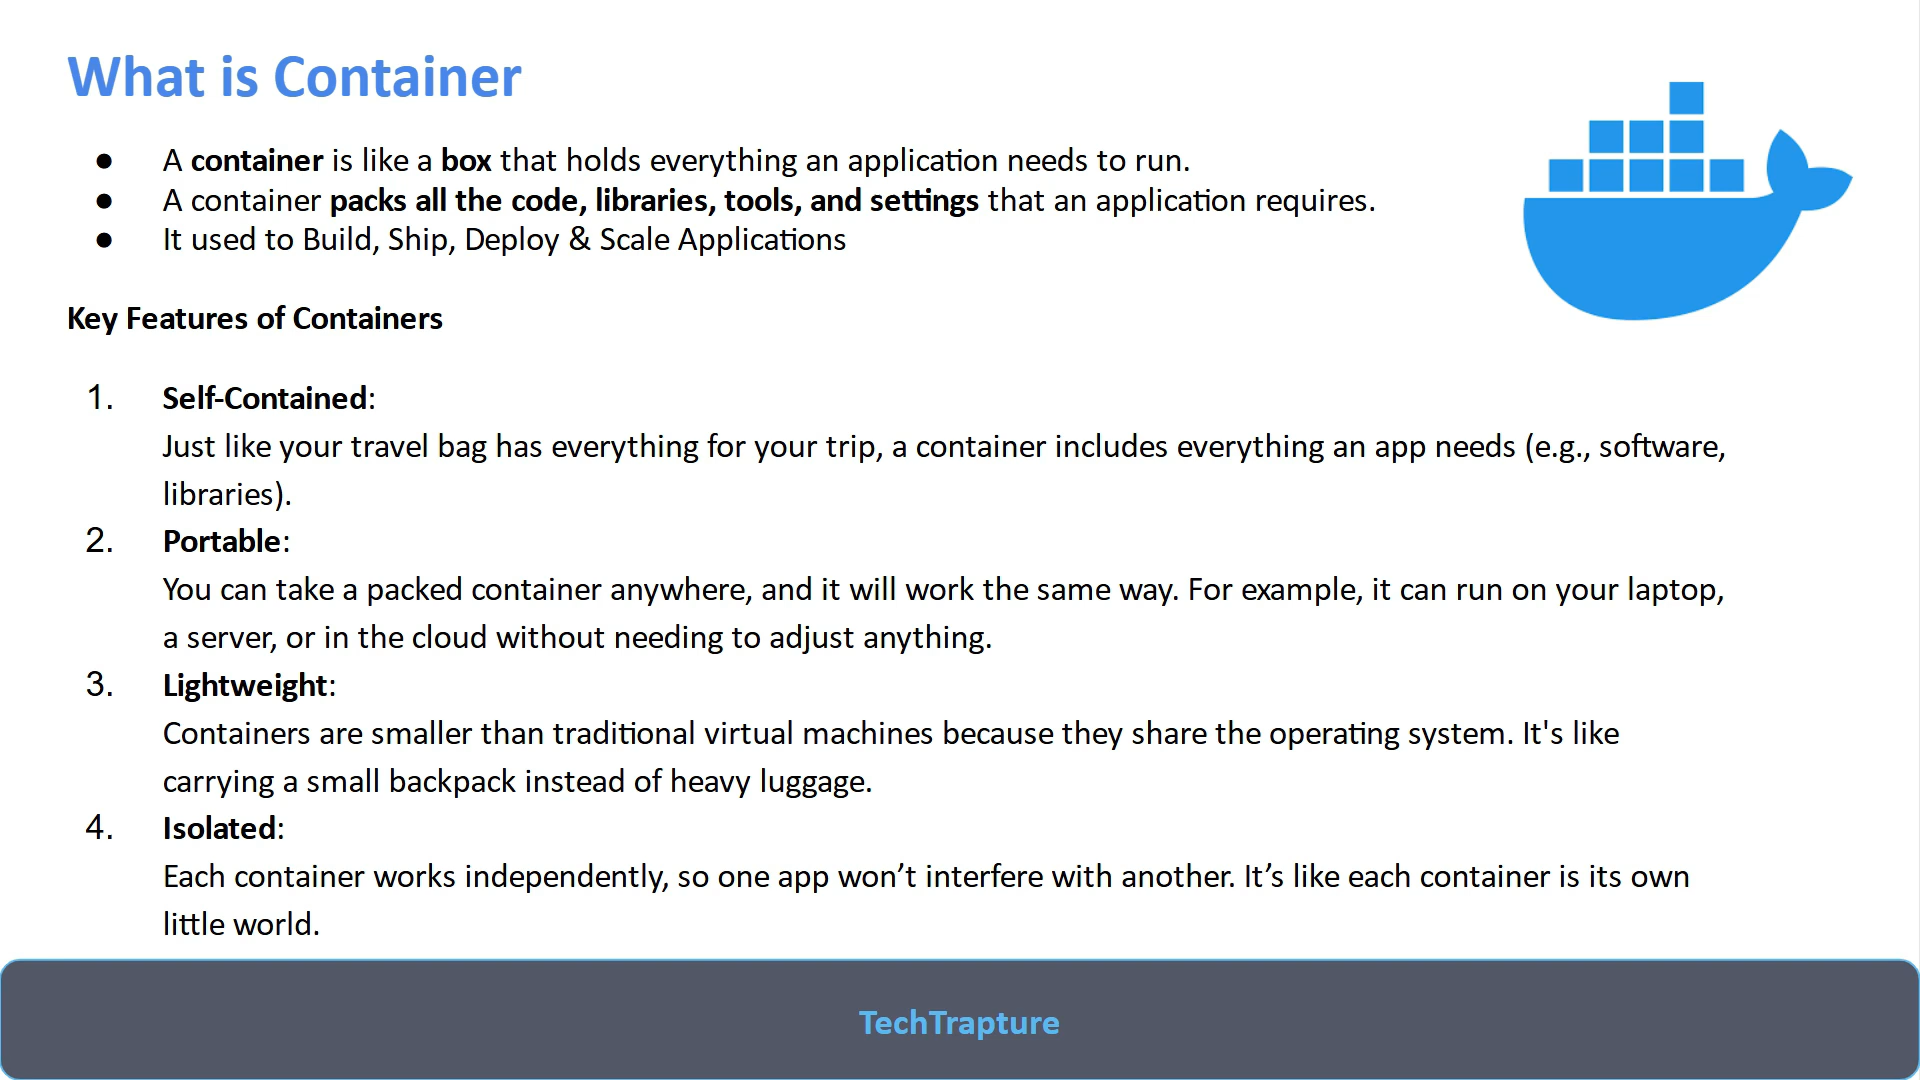 What is Container
● A container is like a box that holds everything an application needs to run.
● A container packs all the code, libraries, tools, and settings that an application requires.
● It used to Build, Ship, Deploy & Scale Applications
Key Features of Containers
1. Self-Contained:
Just like your travel bag has everything for your trip, a container includes everything an app needs (e.g., software,
libraries).
2. Portable:
You can take a packed container anywhere, and it will work the same way. For example, it can run on your laptop,
a server, or in the cloud without needing to adjust anything.
3. Lightweight:
Containers are smaller than traditional virtual machines because they share the operating system. It's like
carrying a small backpack instead of heavy luggage.
4. Isolated:
Each container works independently, so one app won’t interfere with another. It’s like each container is its own
little world.
TechTrapture